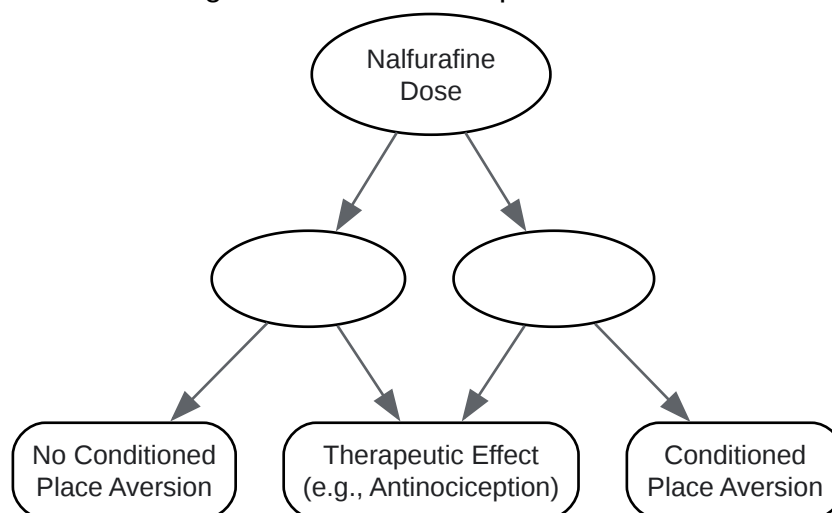 Nalfurafine
Dose
No Conditioned
Place Aversion
Therapeutic Effect
(e.g., Antinociception)
Conditioned
Place Aversion